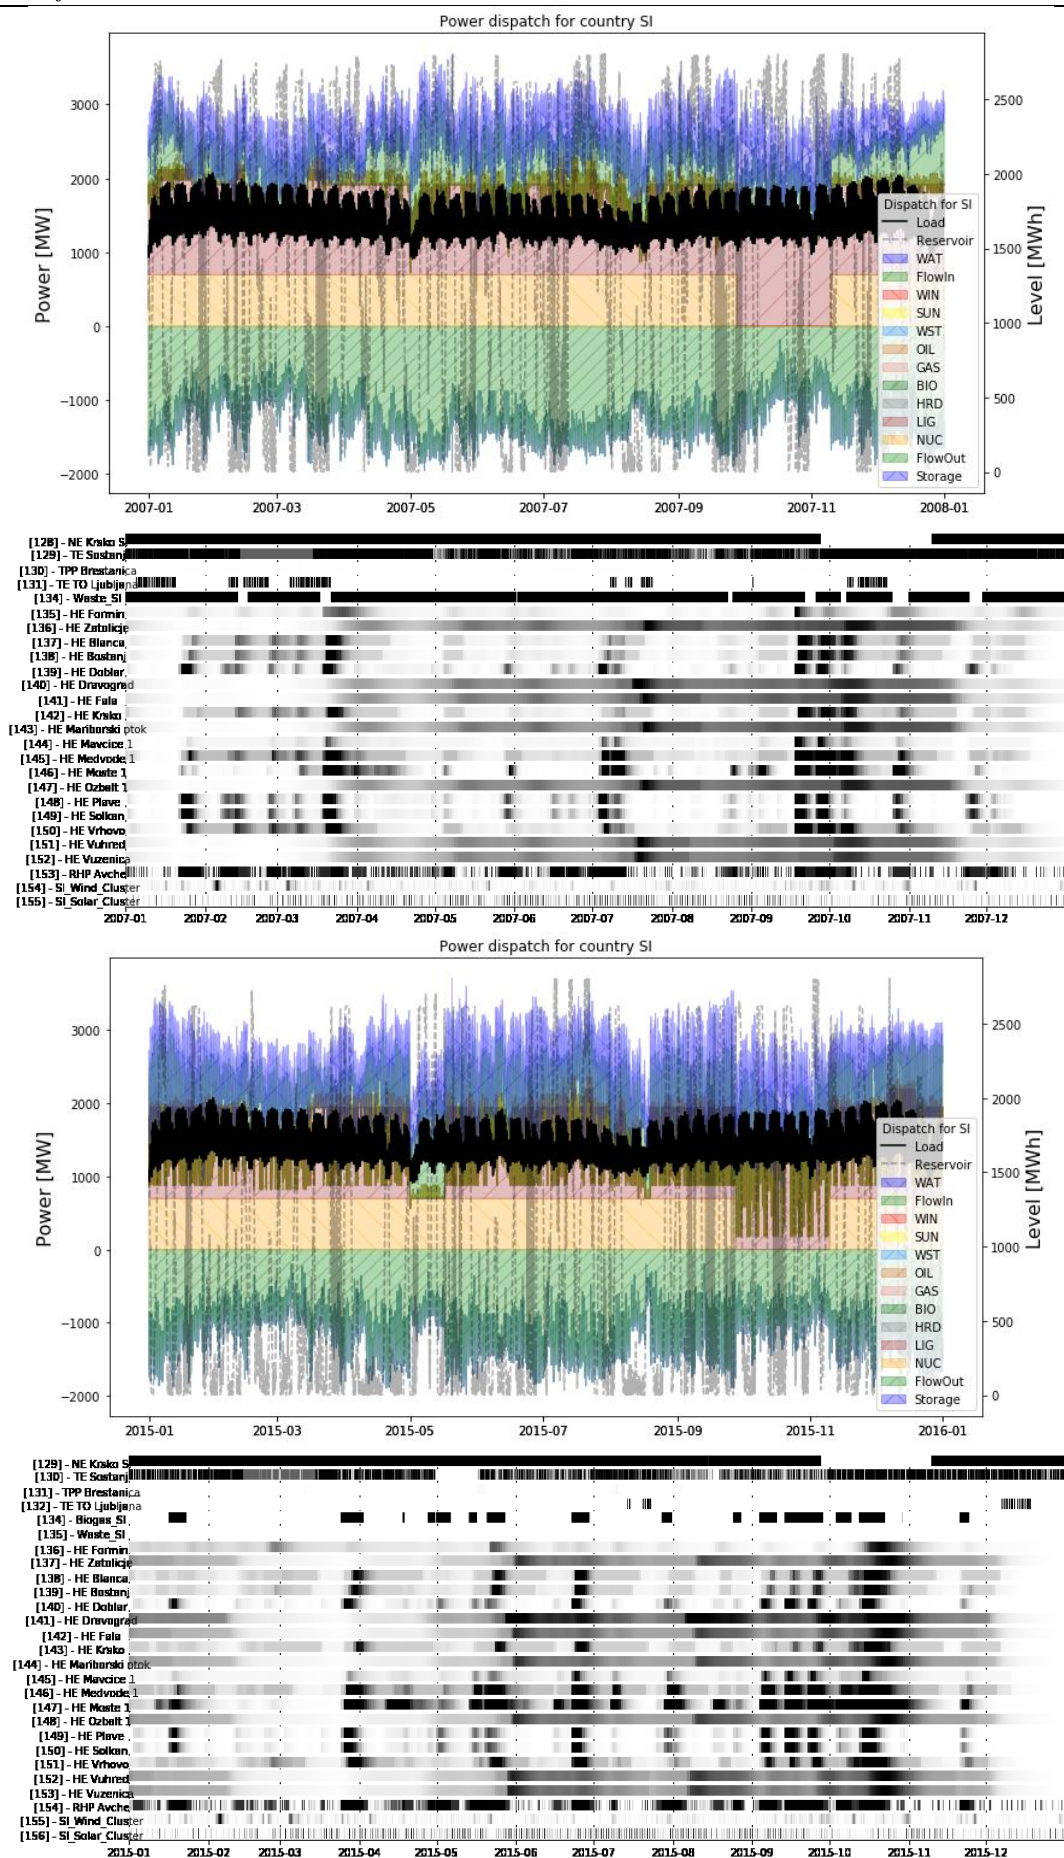 Power dispatch for country SI
3000
2000
1000
0
−1000
−2000
Power [MW]
2500
2000
1500
1000
500
0
Level [MWh]
Dispatch for SI
Load
Reservoir
WAT
FlowIn
WIN
SUN
WST
OIL
GAS
BIO
HRD
LIG
NUC
FlowOut
Storage
2007-01 2007-03 2007-05 2007-07 2007-09 2007-11 2008-01
[128] - NE Krsko S
[129] - TE Sostanj
[130] - TPP Brestanica
[131] - TE TO Ljubljana
[134] - Waste_SI
[135] - HE Formin
[136] - HE Zatolicje
[137] - HE Blanca
[138] - HE Bostanj
[139] - HE Doblar
[140] - HE Dravograd
[141] - HE Fala
[142] - HE Krsko
[143] - HE Mariborski otok
[144] - HE Mavcice 1
[145] - HE Medvode 1
[146] - HE Moste 1
[147] - HE Ozbalt 1
[148] - HE Plave
[149] - HE Solkan
[150] - HE Vrhovo
[151] - HE Vuhred
[152] - HE Vuzenica
[153] - RHP Avche
[154] - SI_Wind_Cluster
[155] - SI_Solar_Cluster
2007-01 2007-02 2007-03 2007-04 2007-05 2007-06 2007-07 2007-08 2007-09 2007-10 2007-11 2007-12
Power dispatch for country SI
3000
2000
1000
0
−1000
−2000
Power [MW]
2500
2000
1500
1000
500
0
Level [MWh]
Dispatch for SI
Load
Reservoir
WAT
FlowIn
WIN
SUN
WST
OIL
GAS
BIO
HRD
LIG
NUC
FlowOut
Storage
2015-01 2015-03 2015-05 2015-07 2015-09 2015-11 2016-01
[129] - NE Krsko S
[130] - TE Sostanj
[131] - TPP Brestanica
[132] - TE TO Ljubljana
[134] - Biogas_SI
[135] - Waste_SI
[136] - HE Formin
[137] - HE Zatolicje
[138] - HE Blanca
[139] - HE Bostanj
[140] - HE Doblar
[141] - HE Dravograd
[142] - HE Fala
[143] - HE Krsko
[144] - HE Mariborski otok
[145] - HE Mavcice 1
[146] - HE Medvode 1
[147] - HE Moste 1
[148] - HE Ozbalt 1
[149] - HE Plave
[150] - HE Solkan
[151] - HE Vrhovo
[152] - HE Vuhred
[153] - HE Vuzenica
[154] - RHP Avche
[155] - SI_Wind_Cluster
[156] - SI_Solar_Cluster
2015-01 2015-02 2015-03 2015-04 2015-05 2015-06 2015-07 2015-08 2015-09 2015-10 2015-11 2015-12